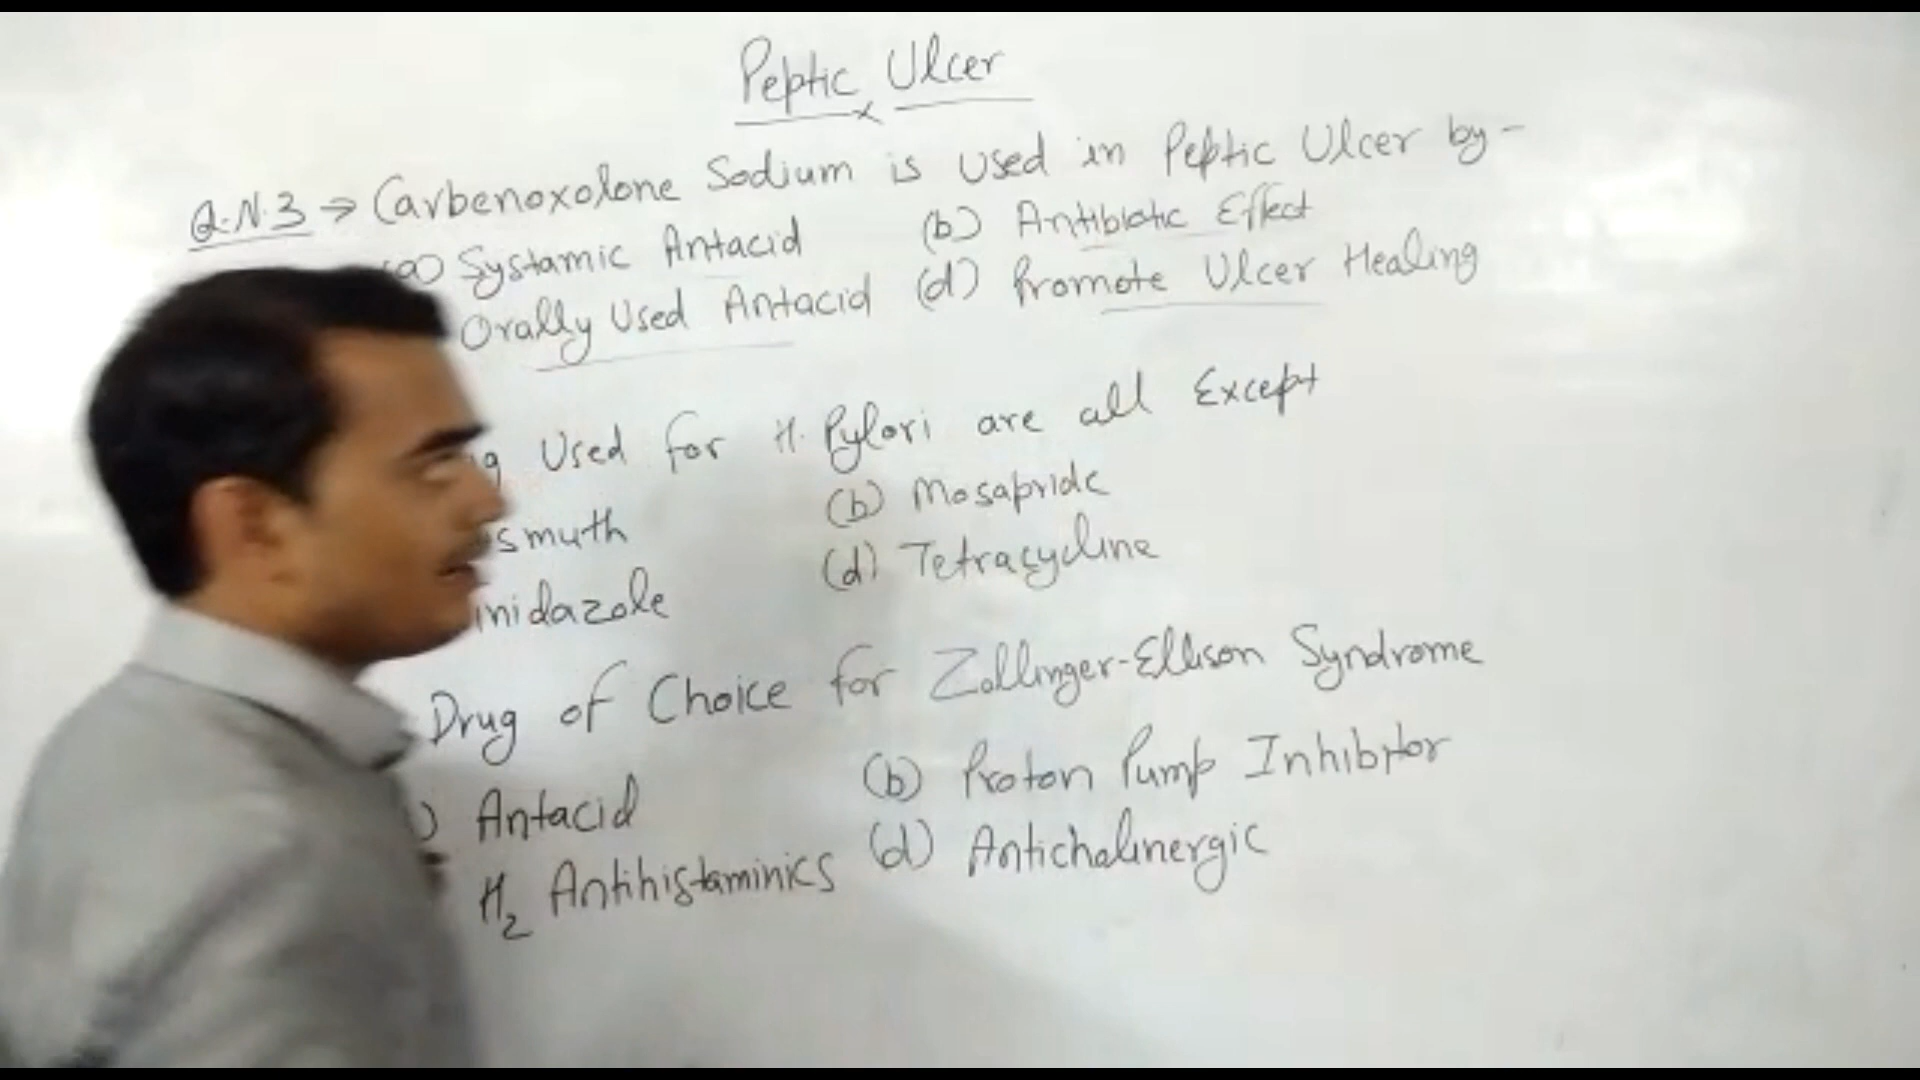 Peptic Ulcer
Q.N.3 → Carbenoxolone Sodium is used in Peptic Ulcer by-
(a) Systamic Antacid (b) Antibiotic Effect
Orally Used Antacid (d) Promote Ulcer Healing
g Used for H. Pylori are all Except
smuth (b) Mosapride
inidazole (d) Tetracycline
Drug of Choice for Zollinger-Ellison Syndrome
) Antacid (b) Proton Pump Inhibitor
H2 Antihistaminics (d) Anticholinergic